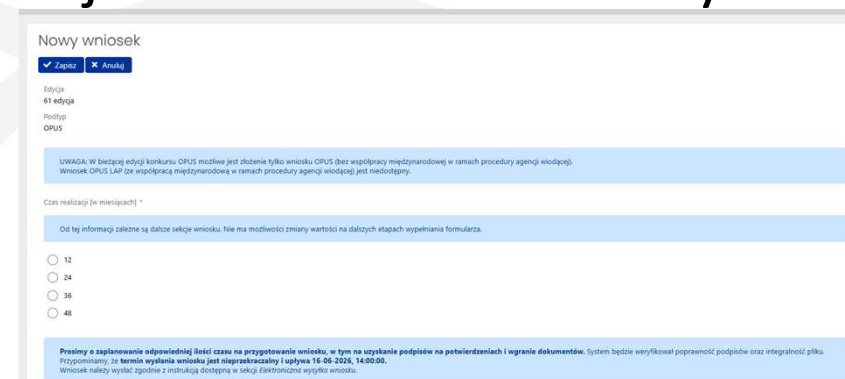 Nowy wniosek
✔ Zapisz ✖ Anuluj
Edycja
61 edycja
Podtyp
OPUS
UWAGA: W bieżącej edycji konkursu OPUS możliwe jest złożenie tylko wniosku OPUS (bez współpracy międzynarodowej w ramach procedury agencji wiodącej).
Wniosek OPUS LAP (ze współpracą międzynarodową w ramach procedury agencji wiodącej) jest niedostępny.
Czas realizacji [w miesiącach] *
Od tej informacji zależne są dalsze sekcje wniosku. Nie ma możliwości zmiany wartości na dalszych etapach wypełniania formularza.
12
24
36
48
Prosimy o zaplanowanie odpowiedniej ilości czasu na przygotowanie wniosku, w tym na uzyskanie podpisów na potwierdzeniach i wgranie dokumentów. System będzie weryfikował poprawność podpisów oraz integralność pliku.
Przypominamy, że termin wysłania wniosku jest nieprzekraczalny i upływa 16-06-2026, 14:00:00.
Wniosek należy wysłać zgodnie z instrukcją dostępną w sekcji Elektroniczna wysyłka wniosku.